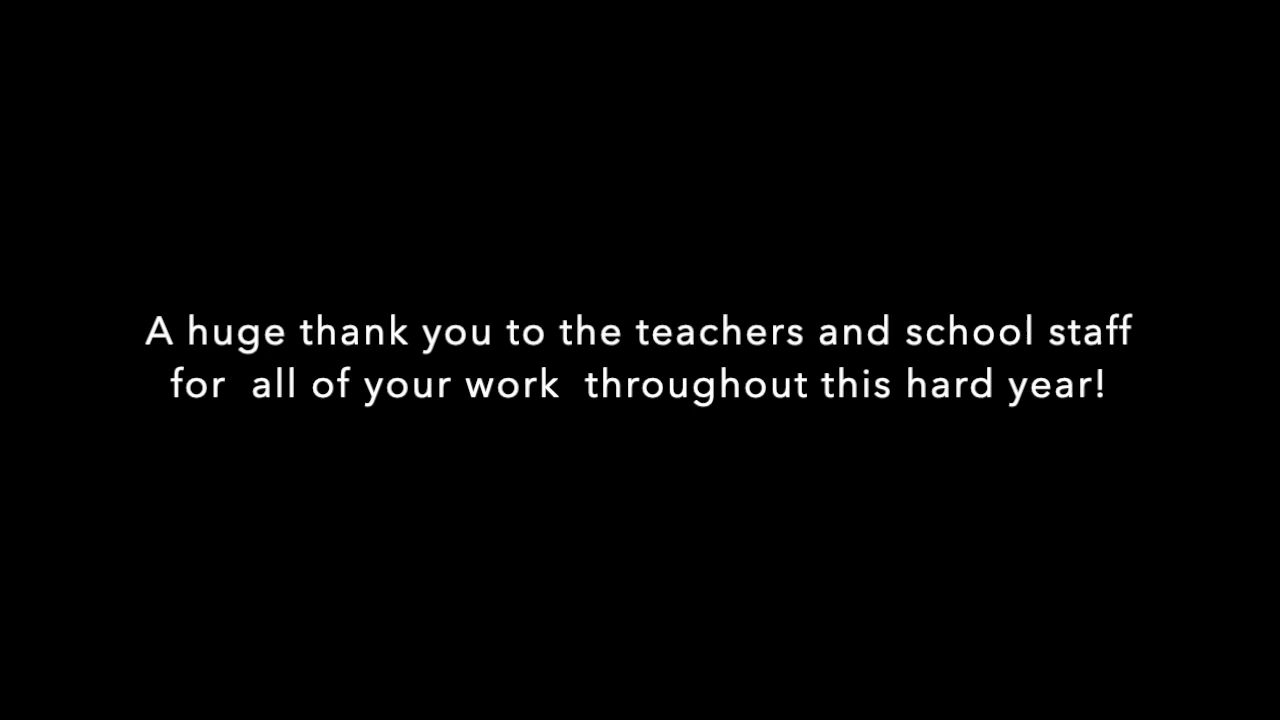 A huge thank you to the teachers and school staff
for  all of your work  throughout this hard year!